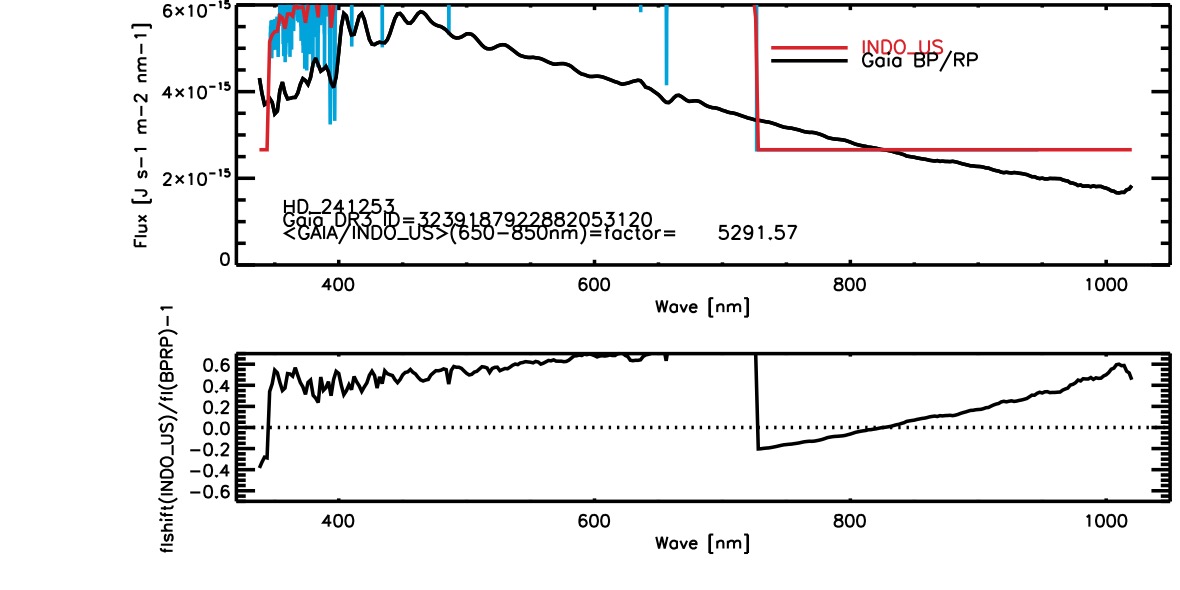 6×10−15
4×10−15
2×10−15
0
Flux [J s−1 m−2 nm−1]
INDO_US
Gaia BP/RP
HD_241253
Gaia DR3 ID=3239187922882053120
<GAIA/INDO_US>(650−850nm)=factor= 5291.57
400 600 800 1000
Wave [nm]
flshift(INDO_US)/fl(BPRP)−1
0.6
0.4
0.2
0.0
−0.2
−0.4
−0.6
400 600 800 1000
Wave [nm]